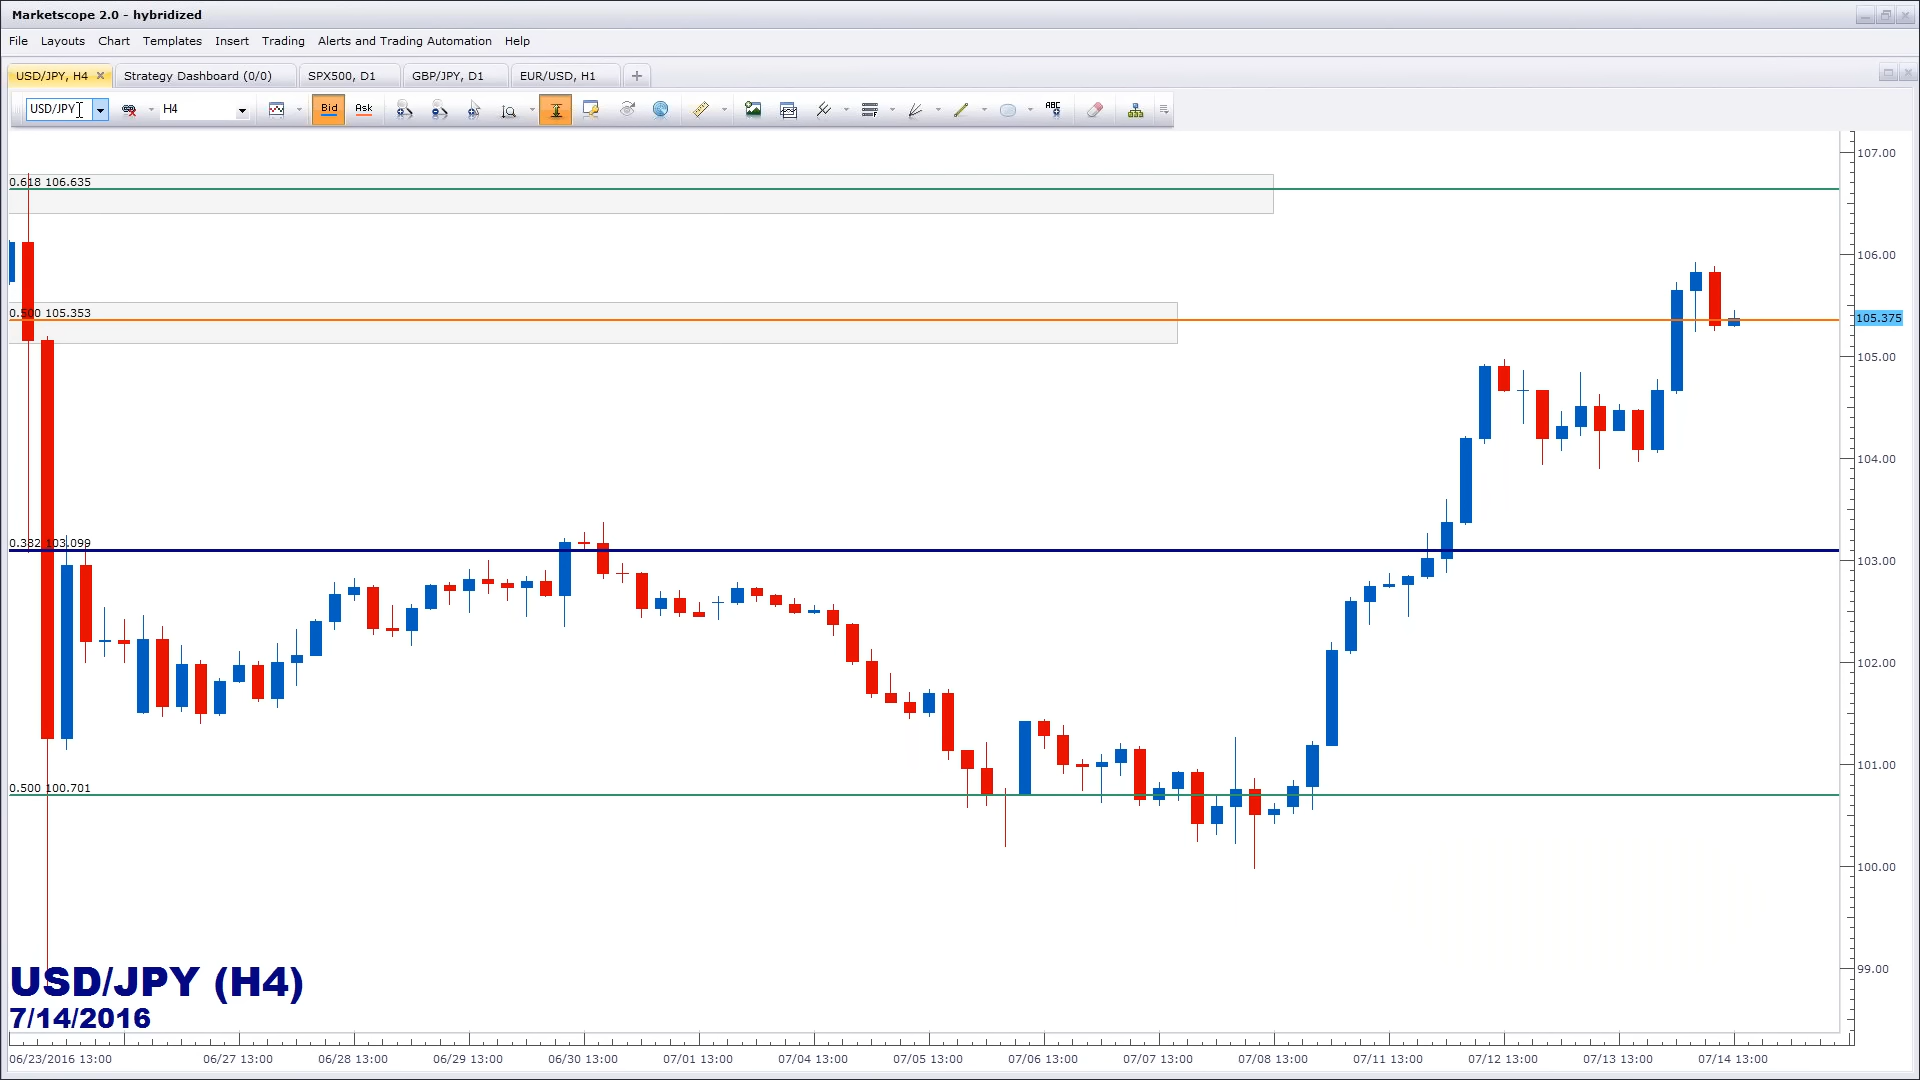 Marketscope 2.0 - hybridized
File Layouts Chart Templates Insert Trading Alerts and Trading Automation Help
USD/JPY, H4 Strategy Dashboard (0/0) SPX500, D1 GBP/JPY, D1 EUR/USD, H1
USD/JPY H4 Bid Ask ABC
107.00
0.618 106.635
106.00
0.500 105.353
105.375
105.00
104.00
0.382 103.099
103.00
102.00
101.00
0.500 100.701
100.00
99.00
USD/JPY (H4)
7/14/2016
06/23/2016 13:00 06/27 13:00 06/28 13:00 06/29 13:00 06/30 13:00 07/01 13:00 07/04 13:00 07/05 13:00 07/06 13:00 07/07 13:00 07/08 13:00 07/11 13:00 07/12 13:00 07/13 13:00 07/14 13:00